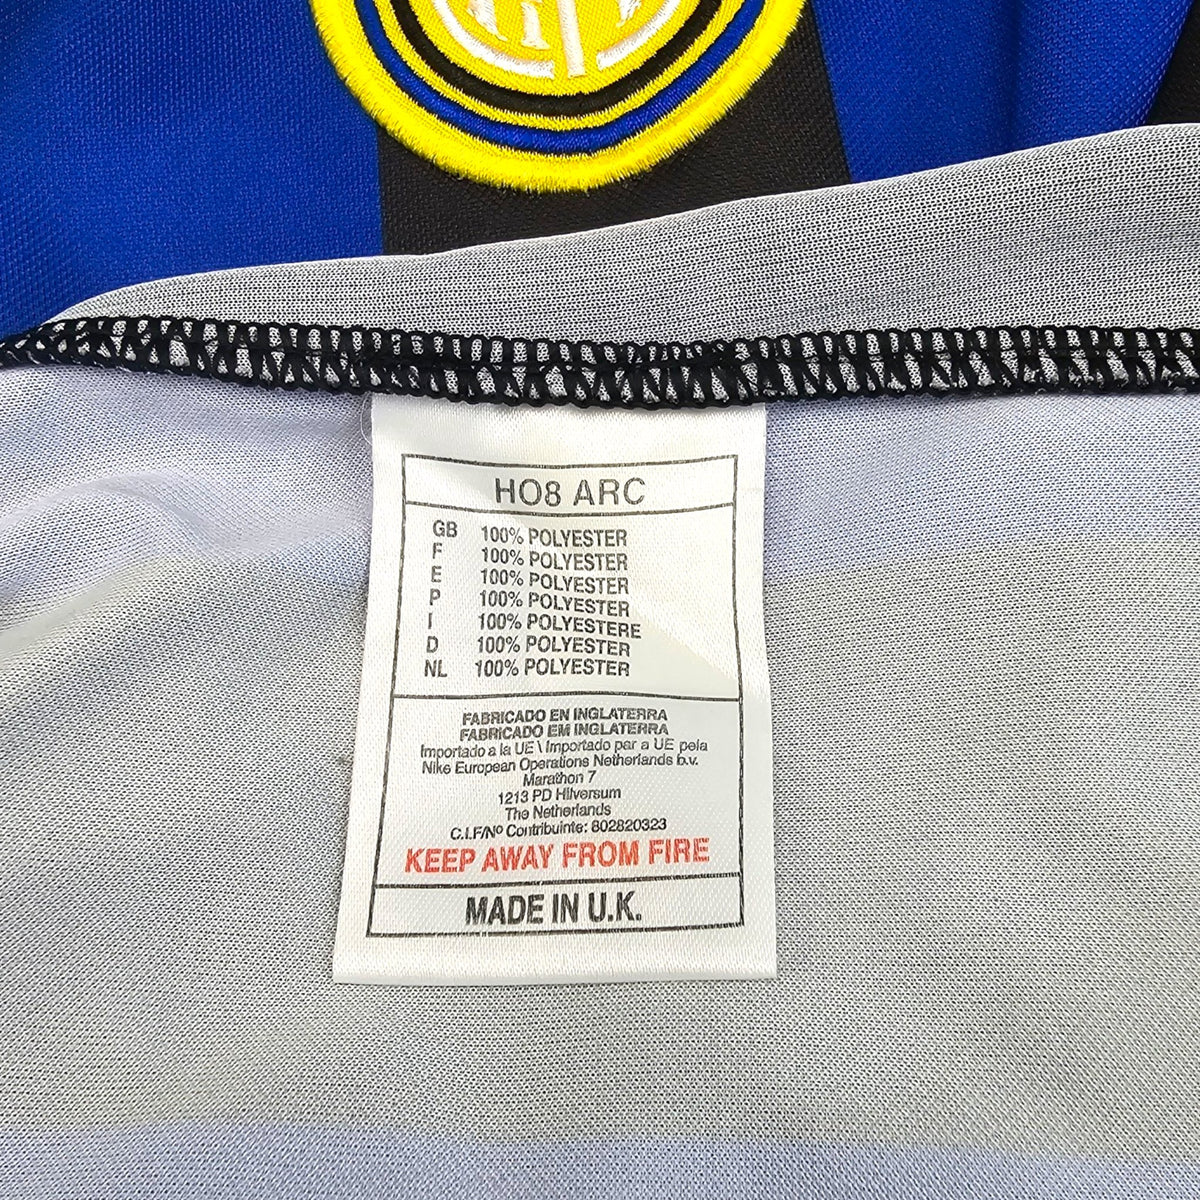 HO8 ARC
GB 100% POLYESTER
F 100% POLYESTER
E 100% POLYESTER
P 100% POLYESTER
I 100% POLYESTERE
D 100% POLYESTER
NL 100% POLYESTER
FABRICADO EN INGLATERRA
FABRICADO EM INGLATERRA
Importado a la UE \ Importado par a UE pela
Nike European Operations Netherlands b.v.
Marathon 7
1213 PD Hilversum
The Netherlands
C.I.F/Nº Contribuinte: 802820323
KEEP AWAY FROM FIRE
MADE IN U.K.